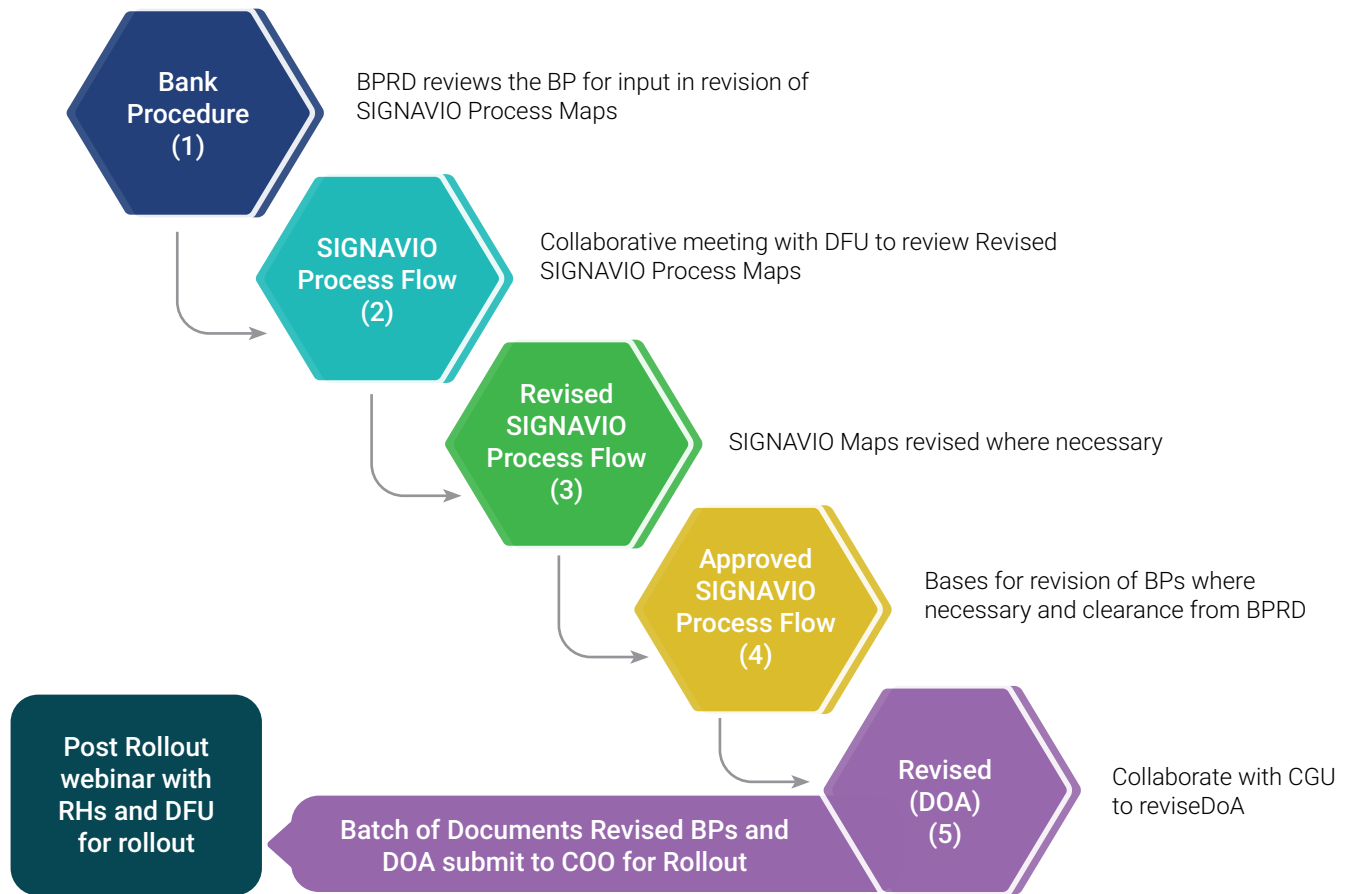 Bank
Procedure
(1)
BPRD reviews the BP for input in revision of
SIGNAVIO Process Maps
SIGNAVIO
Process Flow
(2)
Collaborative meeting with DFU to review Revised
SIGNAVIO Process Maps
Revised
SIGNAVIO
Process Flow
(3)
SIGNAVIO Maps revised where necessary
Approved
SIGNAVIO
Process Flow
(4)
Bases for revision of BPs where
necessary and clearance from BPRD
Revised
(DOA)
(5)
Collaborate with CGU
to reviseDoA
Batch of Documents Revised BPs and
DOA submit to COO for Rollout
Post Rollout
webinar with
RHs and DFU
for rollout